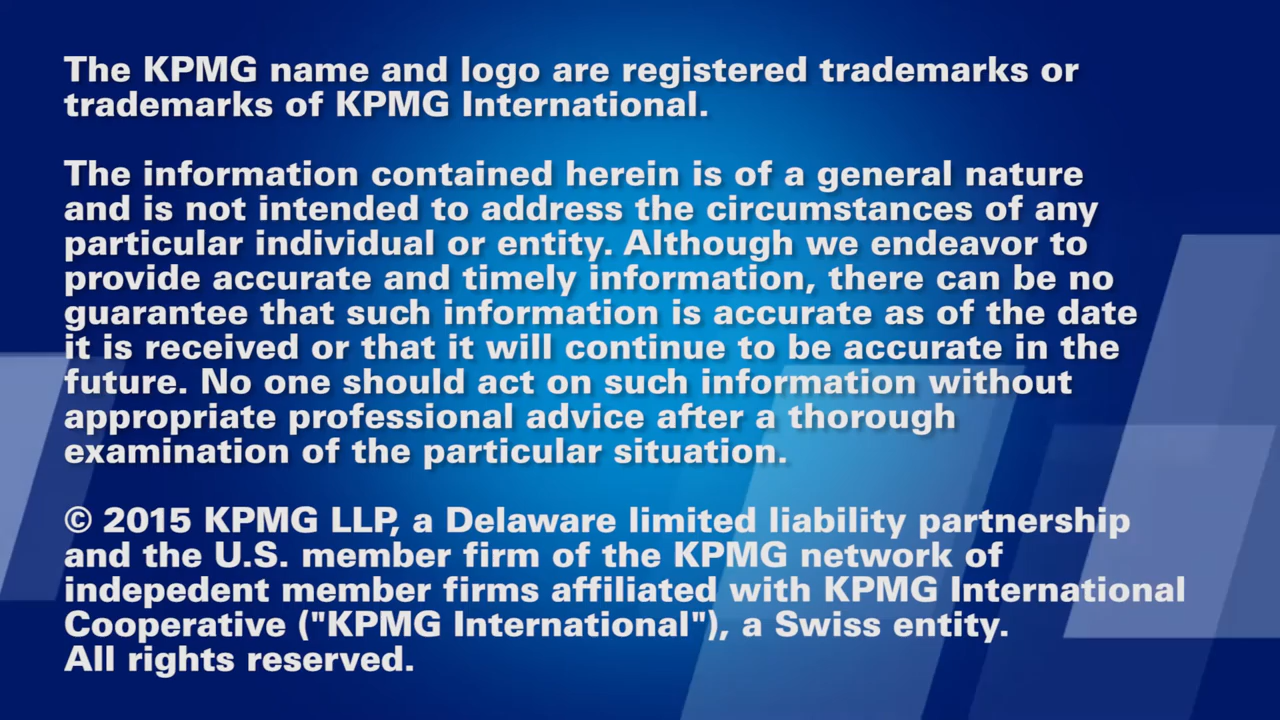 The KPMG name and logo are registered trademarks or
trademarks of KPMG International.
The information contained herein is of a general nature
and is not intended to address the circumstances of any
particular individual or entity. Although we endeavor to
provide accurate and timely information, there can be no
guarantee that such information is accurate as of the date
it is received or that it will continue to be accurate in the
future. No one should act on such information without
appropriate professional advice after a thorough
examination of the particular situation.
© 2015 KPMG LLP, a Delaware limited liability partnership
and the U.S. member firm of the KPMG network of
indepedent member firms affiliated with KPMG International
Cooperative ("KPMG International"), a Swiss entity.
All rights reserved.